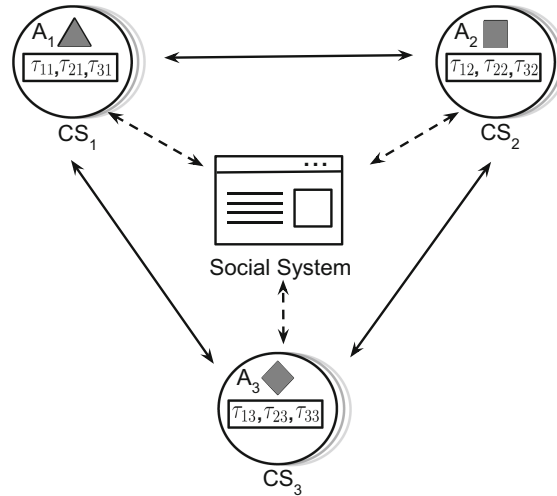 A₁
τ₁₁,τ₂₁,τ₃₁
CS₁
A₂
τ₁₂, τ₂₂,τ₃₂
CS₂
Social System
A₃
τ₁₃,τ₂₃,τ₃₃
CS₃